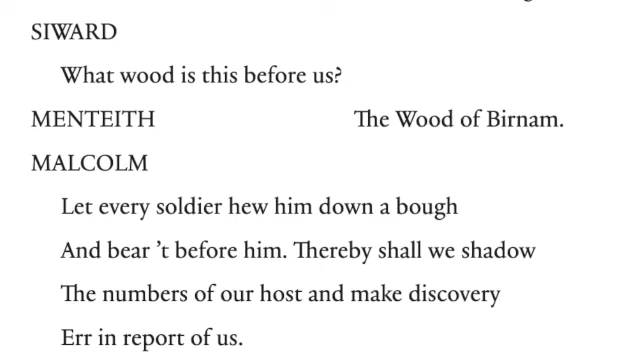 SIWARD
What wood is this before us?
MENTEITH The Wood of Birnam.
MALCOLM
Let every soldier hew him down a bough
And bear ’t before him. Thereby shall we shadow
The numbers of our host and make discovery
Err in report of us.